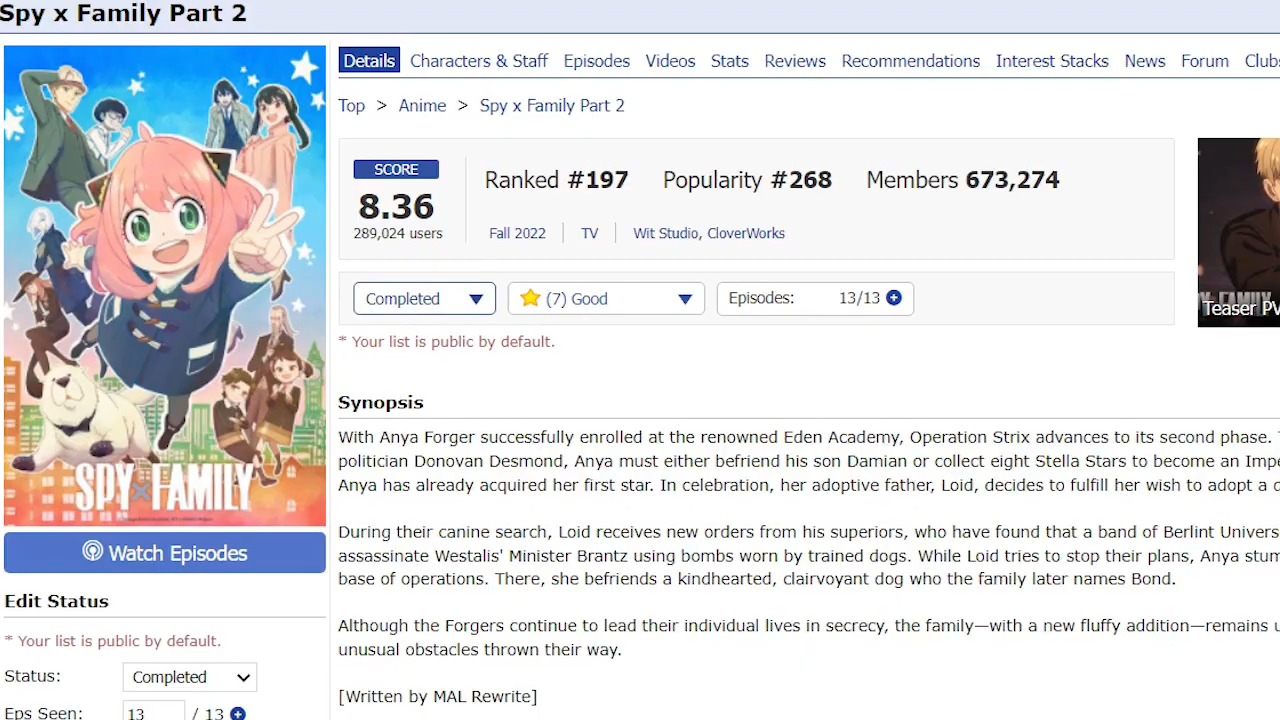 Spy x Family Part 2
Details Characters & Staff Episodes Videos Stats Reviews Recommendations Interest Stacks News Forum Clubs
Top > Anime > Spy x Family Part 2
SCORE
8.36
289,024 users
Ranked #197 Popularity #268 Members 673,274
Fall 2022 TV Wit Studio, CloverWorks
Completed (7) Good Episodes: 13/13
* Your list is public by default.
Teaser PV
SPY×FAMILY
Watch Episodes
Edit Status
* Your list is public by default.
Status: Completed
Eps Seen: 13 / 13
Synopsis
With Anya Forger successfully enrolled at the renowned Eden Academy, Operation Strix advances to its second phase.
politician Donovan Desmond, Anya must either befriend his son Damian or collect eight Stella Stars to become an
Anya has already acquired her first star. In celebration, her adoptive father, Loid, decides to fulfill her wish to adopt a
During their canine search, Loid receives new orders from his superiors, who have found that a band of Berlint
assassinate Westalis' Minister Brantz using bombs worn by trained dogs. While Loid tries to stop their plans, Anya
base of operations. There, she befriends a kindhearted, clairvoyant dog who the family later names Bond.
Although the Forgers continue to lead their individual lives in secrecy, the family—with a new fluffy addition—remains
unusual obstacles thrown their way.
[Written by MAL Rewrite]